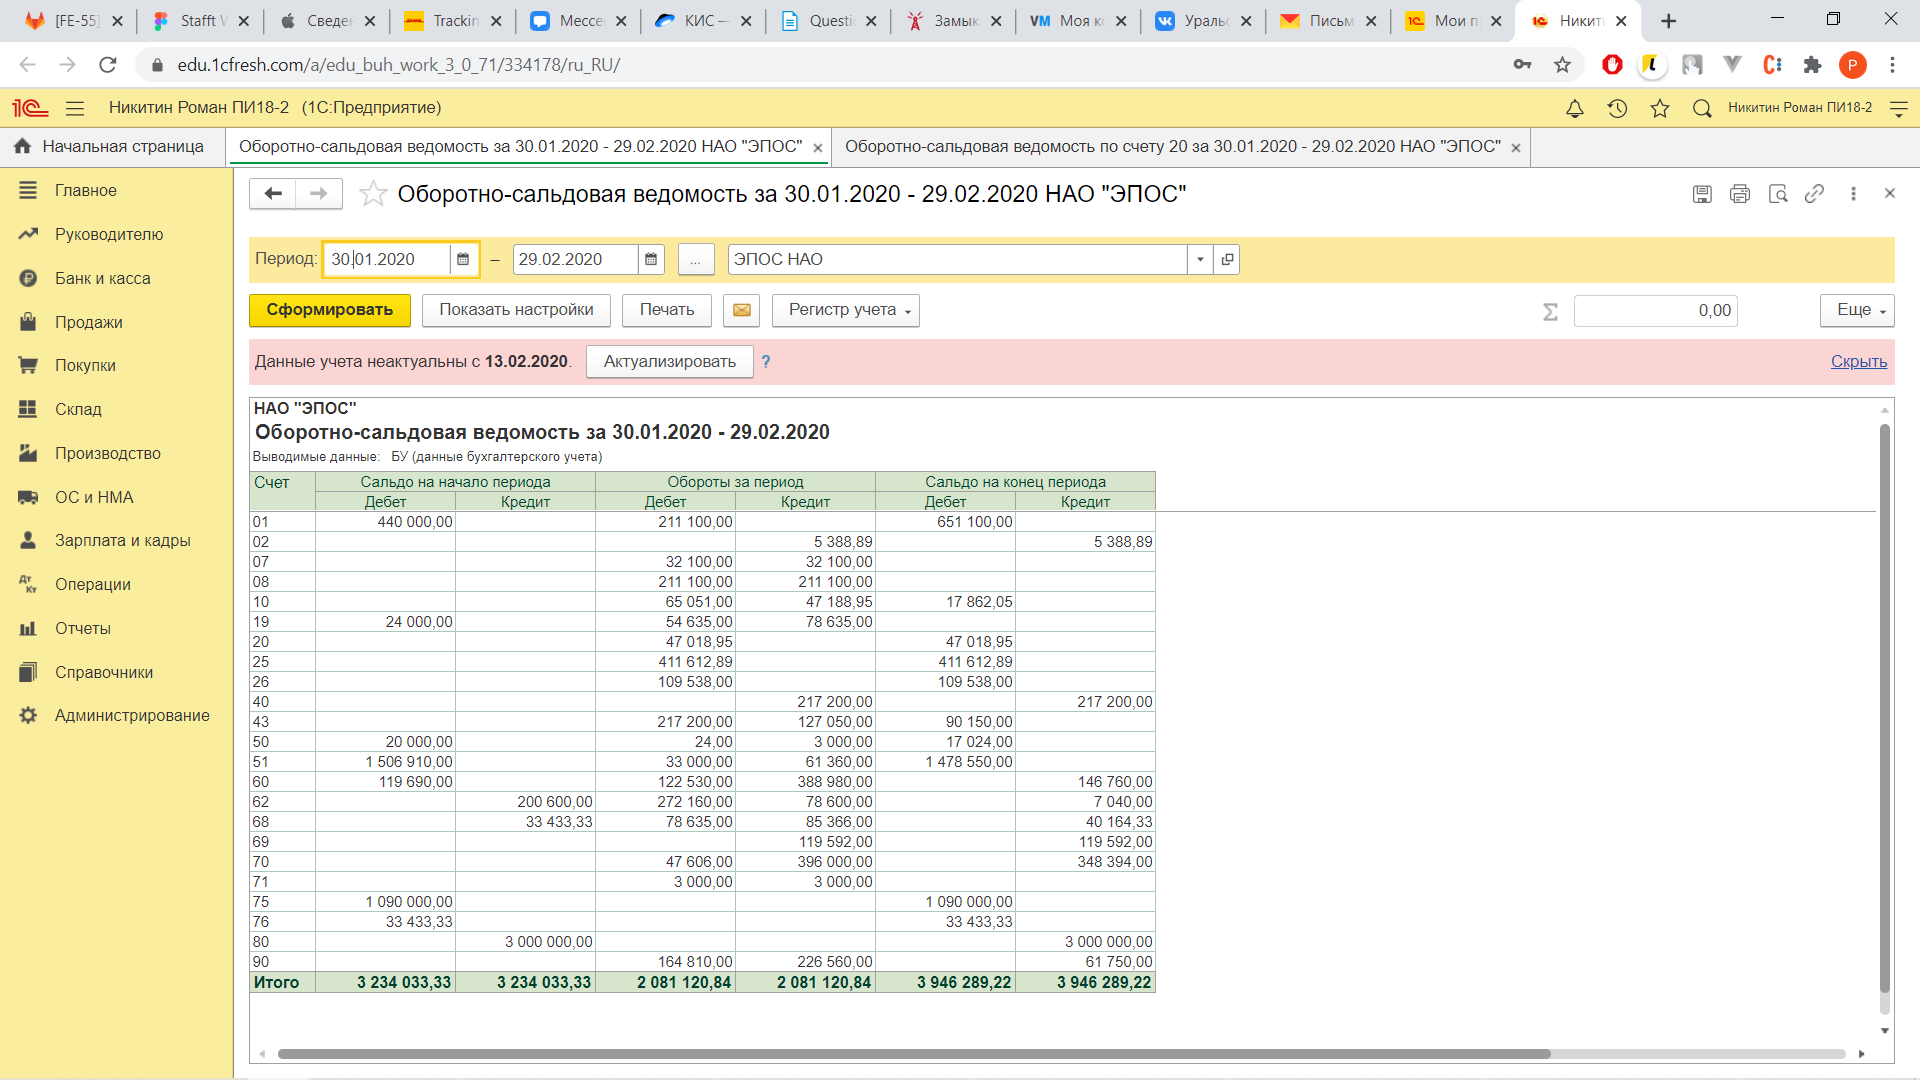 [FE-55]
Stafft W
Сведен
Trackin
Мессе
КИС —
Questi
Замык
Моя к
Уральс
Письм
Мои п
Никит
edu.1cfresh.com/a/edu_buh_work_3_0_71/334178/ru_RU/
Никитин Роман ПИ18-2 (1С:Предприятие)
Никитин Роман ПИ18-2
Начальная страница
Оборотно-сальдовая ведомость за 30.01.2020 - 29.02.2020 НАО "ЭПОС"
Оборотно-сальдовая ведомость по счету 20 за 30.01.2020 - 29.02.2020 НАО "ЭПОС"
Главное
Руководителю
Банк и касса
Продажи
Покупки
Склад
Производство
ОС и НМА
Зарплата и кадры
Операции
Отчеты
Справочники
Администрирование
Оборотно-сальдовая ведомость за 30.01.2020 - 29.02.2020 НАО "ЭПОС"
Период: 30.01.2020 – 29.02.2020 ... ЭПОС НАО
Сформировать Показать настройки Печать Регистр учета Σ 0,00 Еще
Данные учета неактуальны с 13.02.2020. Актуализировать ? Скрыть
НАО "ЭПОС"
Оборотно-сальдовая ведомость за 30.01.2020 - 29.02.2020
Выводимые данные: БУ (данные бухгалтерского учета)
Счет Сальдо на начало периода Обороты за период Сальдо на конец периода
Дебет Кредит Дебет Кредит Дебет Кредит
01 440 000,00 211 100,00 651 100,00
02 5 388,89 5 388,89
07 32 100,00 32 100,00
08 211 100,00 211 100,00
10 65 051,00 47 188,95 17 862,05
19 24 000,00 54 635,00 78 635,00
20 47 018,95 47 018,95
25 411 612,89 411 612,89
26 109 538,00 109 538,00
40 217 200,00 217 200,00
43 217 200,00 127 050,00 90 150,00
50 20 000,00 24,00 3 000,00 17 024,00
51 1 506 910,00 33 000,00 61 360,00 1 478 550,00
60 119 690,00 122 530,00 388 980,00 146 760,00
62 200 600,00 272 160,00 78 600,00 7 040,00
68 33 433,33 78 635,00 85 366,00 40 164,33
69 119 592,00 119 592,00
70 47 606,00 396 000,00 348 394,00
71 3 000,00 3 000,00
75 1 090 000,00 1 090 000,00
76 33 433,33 33 433,33
80 3 000 000,00 3 000 000,00
90 164 810,00 226 560,00 61 750,00
Итого 3 234 033,33 3 234 033,33 2 081 120,84 2 081 120,84 3 946 289,22 3 946 289,22